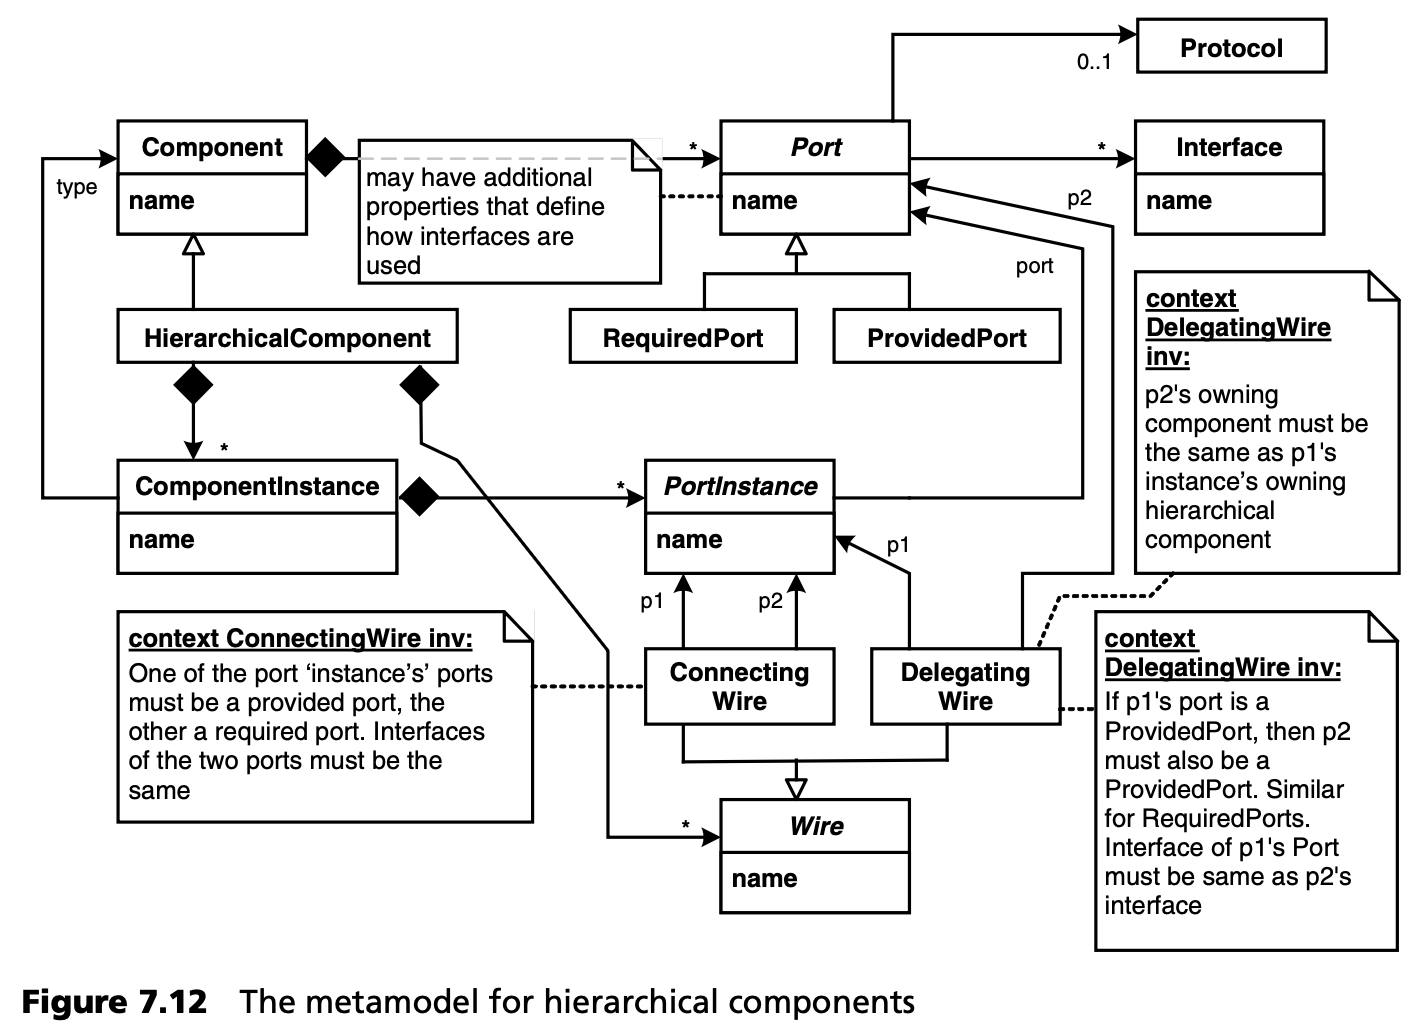 Protocol
0..1
Component
name
type
*
may have additional
properties that define
how interfaces are
used
Port
name
*
Interface
name
p2
port
HierarchicalComponent
RequiredPort
ProvidedPort
context
DelegatingWire
inv:
p2's owning
component must be
the same as p1's
instance’s owning
hierarchical
component
*
ComponentInstance
name
*
PortInstance
name
p1
p1
p2
context ConnectingWire inv:
One of the port ‘instance’s’ ports
must be a provided port, the
other a required port. Interfaces
of the two ports must be the
same
Connecting
Wire
Delegating
Wire
context
DelegatingWire inv:
If p1's port is a
ProvidedPort, then p2
must also be a
ProvidedPort. Similar
for RequiredPorts.
Interface of p1's Port
must be same as p2's
interface
*
Wire
name
Figure 7.12 The metamodel for hierarchical components